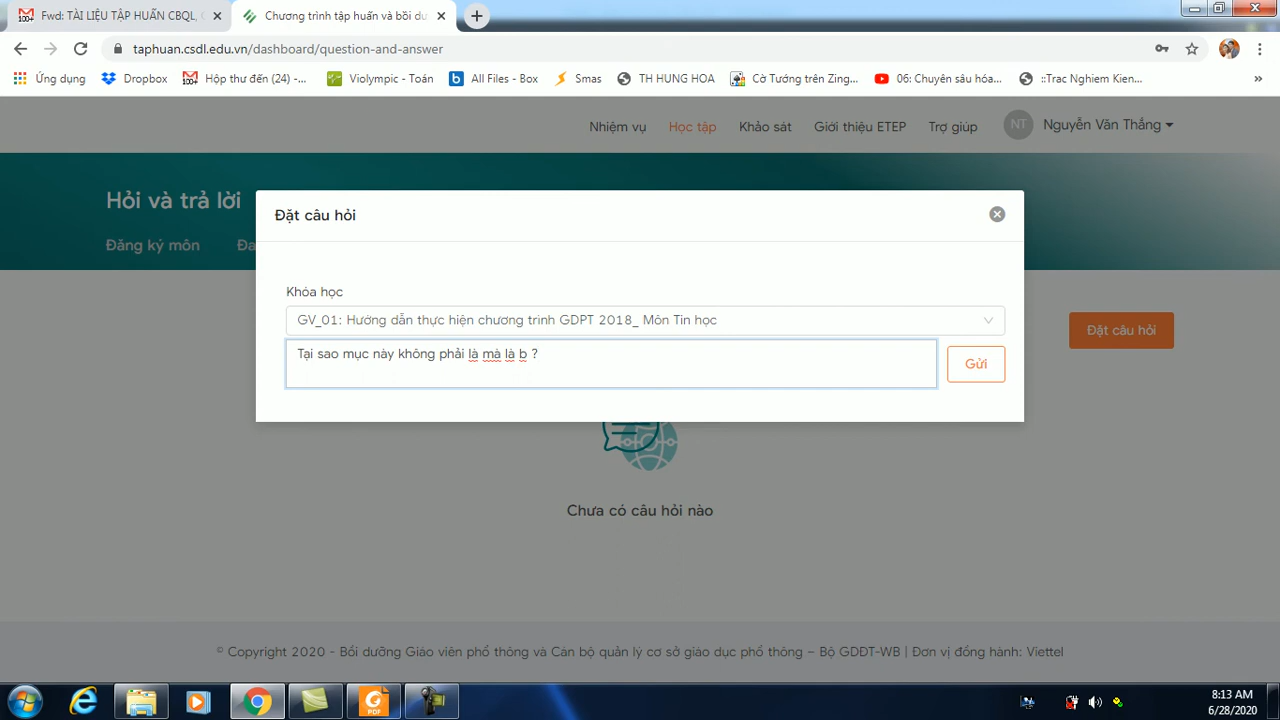 Fwd: TÀI LIỆU TẬP HUẤN CBQL, G
Chương trình tập huấn và bồi dư
taphuan.csdl.edu.vn/dashboard/question-and-answer
Ứng dụng
Dropbox
Hộp thư đến (24) -...
Violympic - Toán
All Files - Box
Smas
TH HUNG HOA
Cờ Tướng trên Zing...
06: Chuyên sâu hóa...
::Trac Nghiem Kien...
»
Nhiệm vụ
Học tập
Khảo sát
Giới thiệu ETEP
Trợ giúp
NT
Nguyễn Văn Thắng
Hỏi và trả lời
Đăng ký môn
Đa
Đặt câu hỏi
Khóa học
GV_01: Hướng dẫn thực hiện chương trình GDPT 2018_ Môn Tin học
Đặt câu hỏi
Tại sao mục này không phải là mà là b ?
Gửi
Chưa có câu hỏi nào
© Copyright 2020 - Bồi dưỡng Giáo viên phổ thông và Cán bộ quản lý cơ sở giáo dục phổ thông – Bộ GDĐT-WB | Đơn vị đồng hành: Viettel
PDF
8:13 AM
6/28/2020